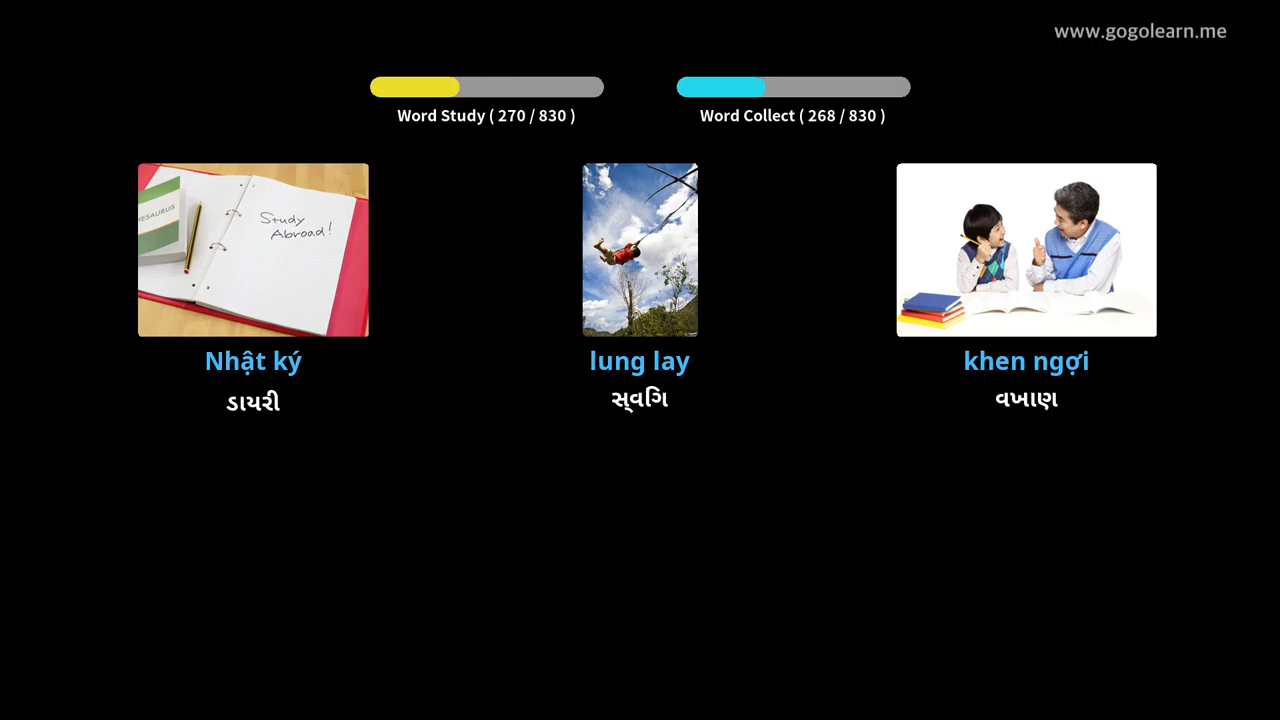 www.gogolearn.me
Word Study ( 270 / 830 )
Word Collect ( 268 / 830 )
HESAURUS
Study
Abroad!
Nhật ký
lung lay
khen ngợi
ડાયરી
સ્વગિ
વખાણ